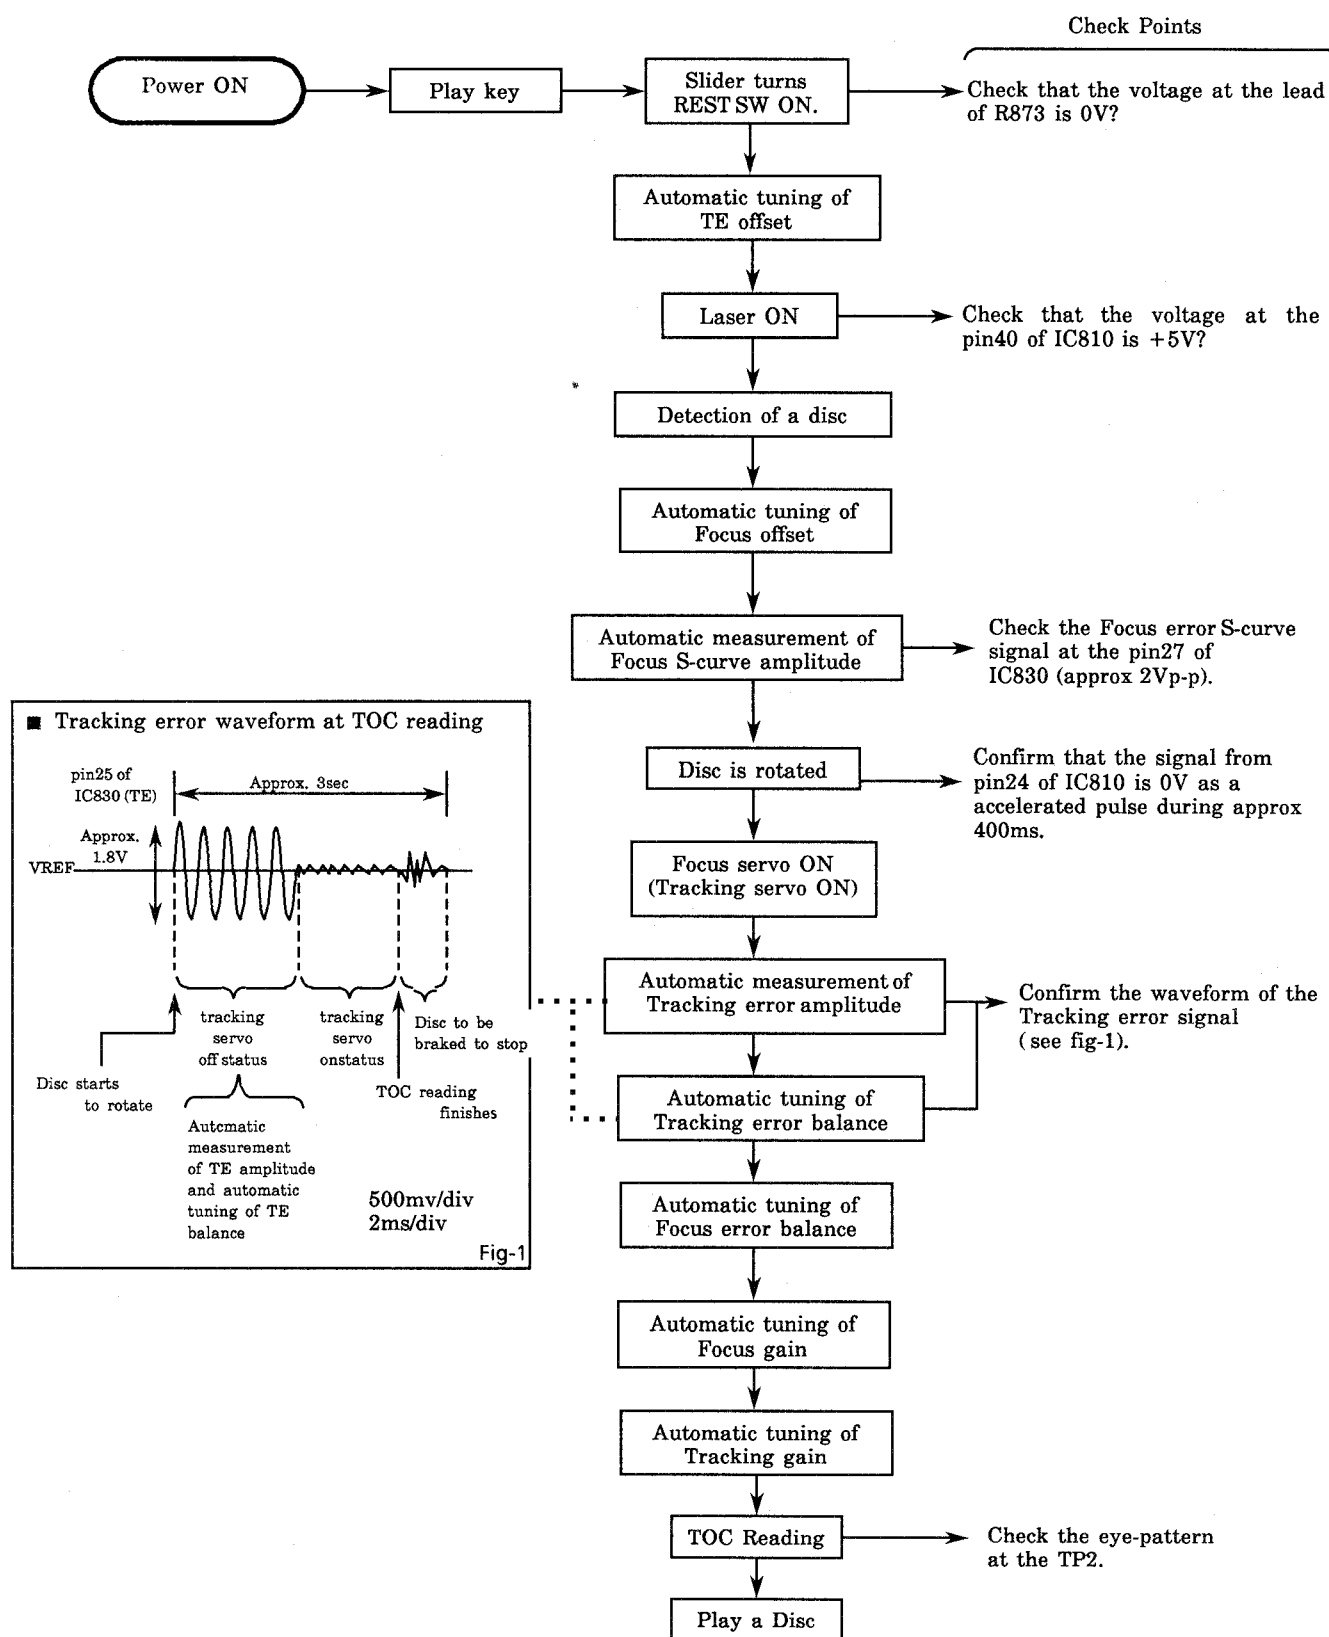 Check Points
Power ON
Play key
Slider turns
REST SW ON.
Check that the voltage at the lead
of R873 is 0V?
Automatic tuning of
TE offset
Laser ON
Check that the voltage at the
pin40 of IC810 is +5V?
Detection of a disc
Automatic tuning of
Focus offset
Automatic measurement of
Focus S-curve amplitude
Check the Focus error S-curve
signal at the pin27 of
IC830 (approx 2Vp-p).
Disc is rotated
Confirm that the signal from
pin24 of IC810 is 0V as a
accelerated pulse during approx
400ms.
Focus servo ON
(Tracking servo ON)
Automatic measurement of
Tracking error amplitude
Confirm the waveform of the
Tracking error signal
(see fig-1).
Automatic tuning of
Tracking error balance
Automatic tuning of
Focus error balance
Automatic tuning of
Focus gain
Automatic tuning of
Tracking gain
TOC Reading
Check the eye-pattern
at the TP2.
Play a Disc
■ Tracking error waveform at TOC reading
pin25 of
IC830 (TE)
Approx. 3sec
Approx.
1.8V
VREF
tracking
servo
off status
tracking
servo
onstatus
Disc to be
braked to stop
Disc starts
to rotate
TOC reading
finishes
Automatic
measurement
of TE amplitude
and automatic
tuning of TE
balance
500mv/div
2ms/div
Fig-1